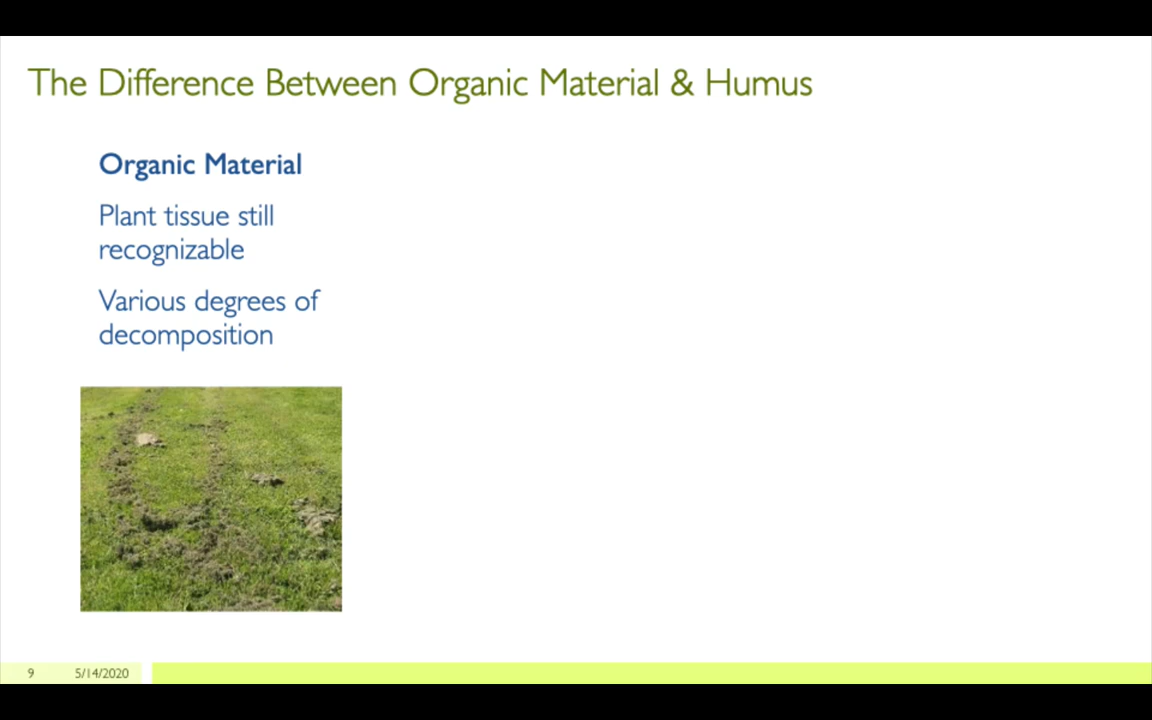 The Difference Between Organic Material & Humus
Organic Material
Plant tissue still
recognizable
Various degrees of
decomposition
9 5/14/2020